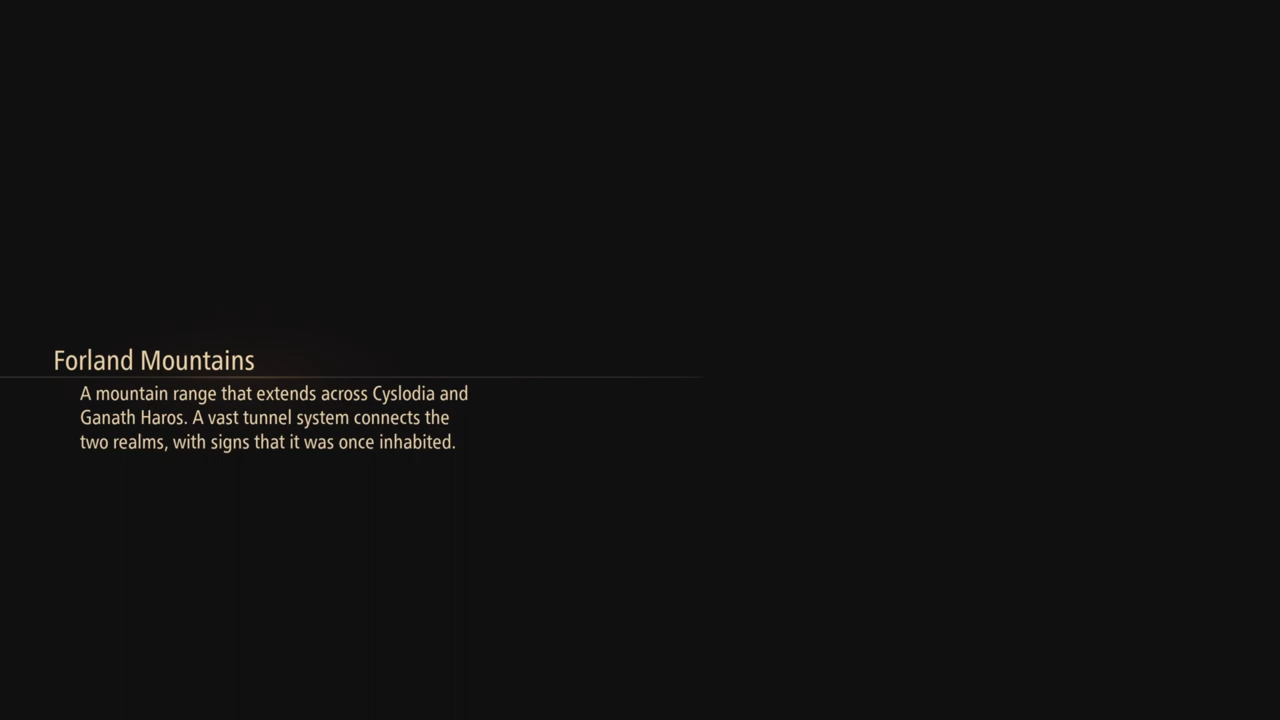 Forland Mountains
A mountain range that extends across Cyslodia and
Ganath Haros. A vast tunnel system connects the
two realms, with signs that it was once inhabited.